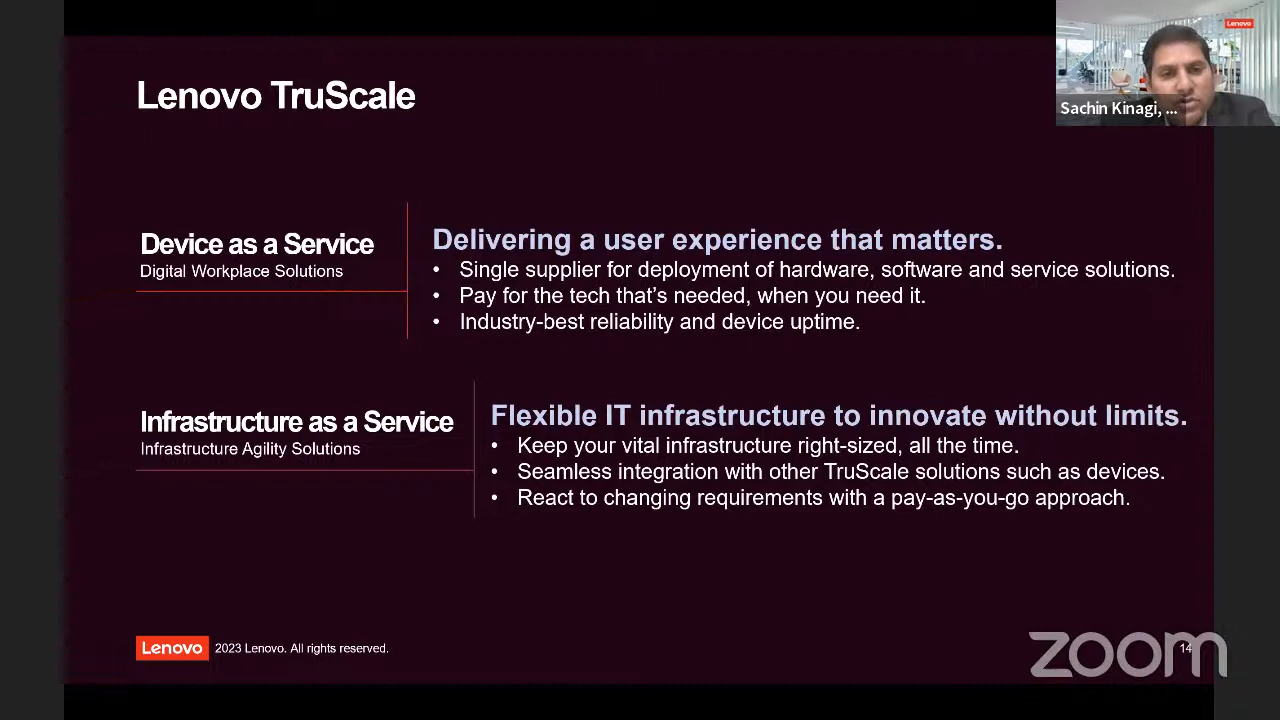 Lenovo
Sachin Kinagi, ...
Lenovo TruScale
Device as a Service
Digital Workplace Solutions
Delivering a user experience that matters.
• Single supplier for deployment of hardware, software and service solutions.
• Pay for the tech that’s needed, when you need it.
• Industry-best reliability and device uptime.
Infrastructure as a Service
Infrastructure Agility Solutions
Flexible IT infrastructure to innovate without limits.
• Keep your vital infrastructure right-sized, all the time.
• Seamless integration with other TruScale solutions such as devices.
• React to changing requirements with a pay-as-you-go approach.
Lenovo 2023 Lenovo. All rights reserved.
14
zoom